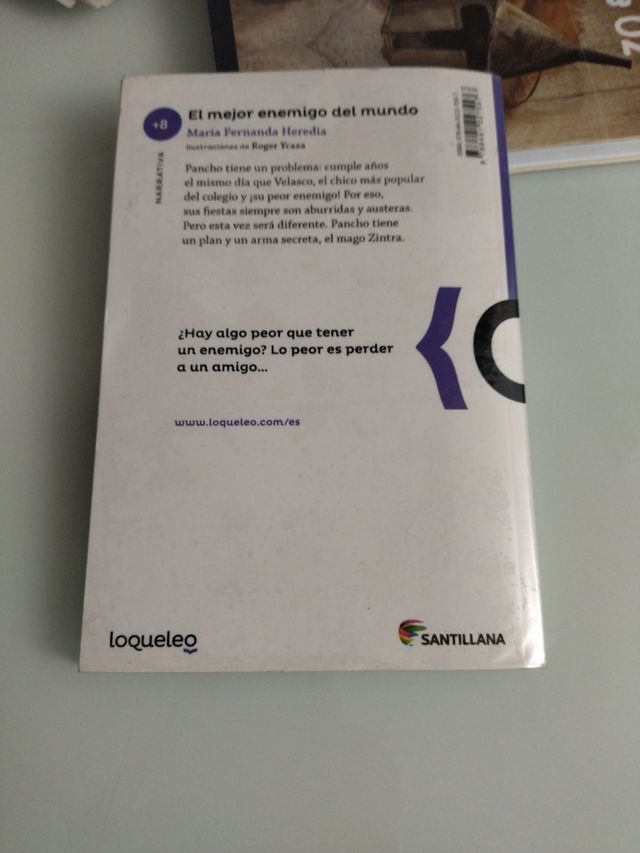 +8
NARRATIVA
El mejor enemigo del mundo
María Fernanda Heredia
Ilustraciones de Roger Ycaza
Pancho tiene un problema: cumple años
el mismo día que Velasco, el chico más popular
del colegio y ¡su peor enemigo! Por eso,
sus fiestas siempre son aburridas y austeras.
Pero esta vez será diferente. Pancho tiene
un plan y un arma secreta, el mago Zintra.
¿Hay algo peor que tener
un enemigo? Lo peor es perder
a un amigo...
www.loqueleo.com/es
loqueleo
SANTILLANA